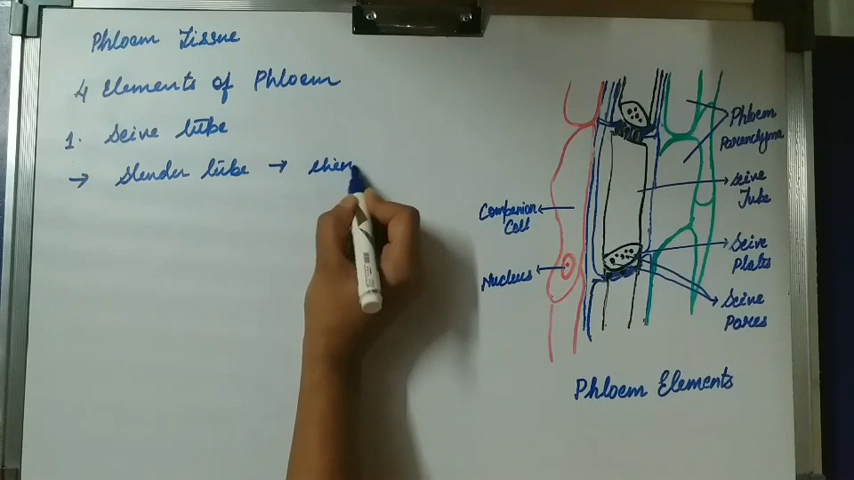 Phloem Tissue
4 Elements of Phloem
1. Seive tube
→ slender tube →
Phloem
Parenchyma
Seive
Tube
Companion
Cell
Seive
Plates
Nucleus
Seive
Pores
Phloem Elements